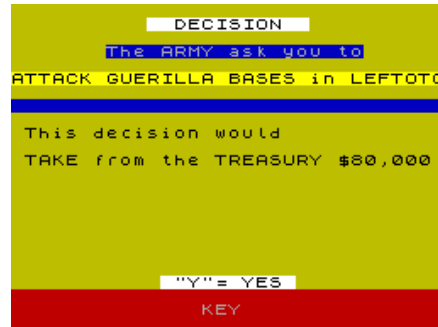 DECISION
The ARMY ask you to
ATTACK GUERILLA BASES in LEFTOTO
This decision would
TAKE from the TREASURY $80,000
"Y"= YES
KEY